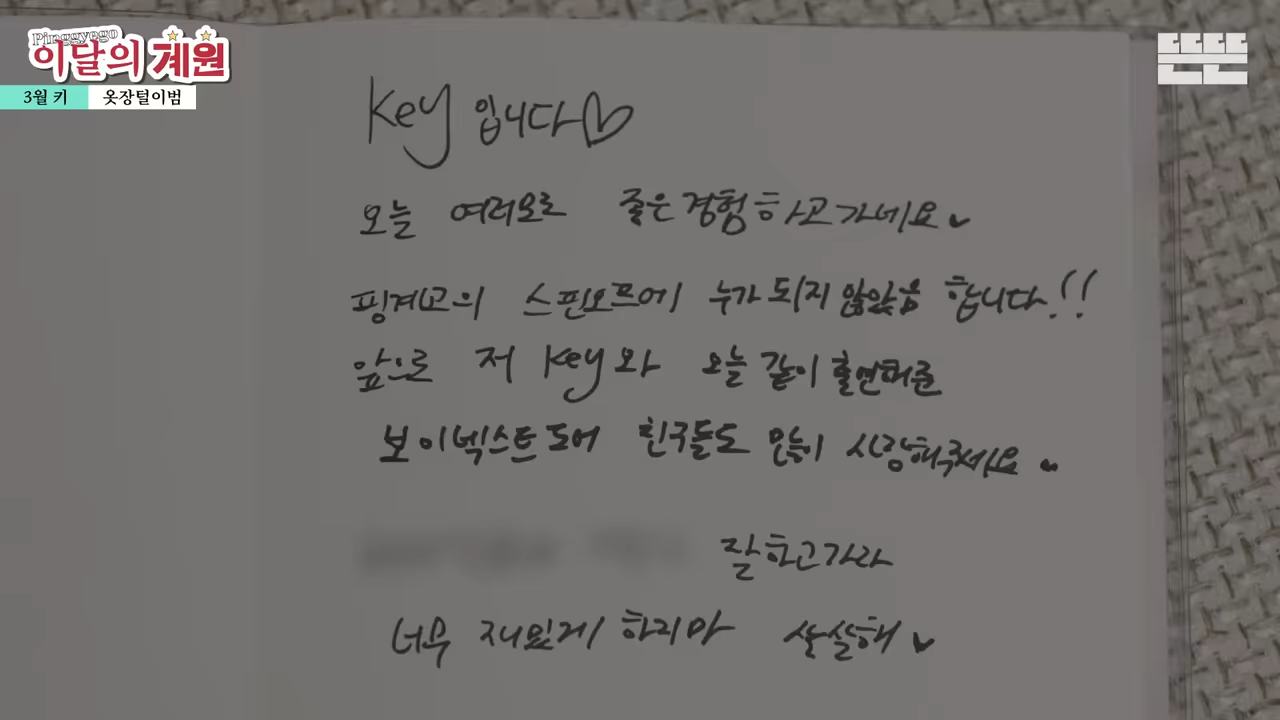 Pinggyego
이달의 계원
3월 키 옷장털이범
뜬뜬
Key 입니다♡
오늘 여러모로 좋은경험하고가네요♥
핑계고의 스핀오프에 누가 되지 않았음 합니다!!
앞으로 저 Key와 오늘 같이 출연해준
보이넥스트도어 친구들도 많이 사랑해주세요
잘하고가라
너무 재밌게 하지마 살살해♥